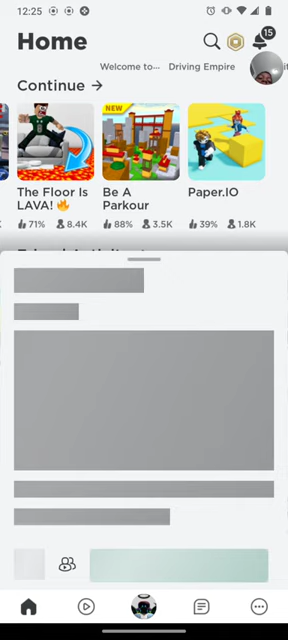 12:25
Home
15
Welcome to...
Driving Empire
Continue →
NEW
The Floor Is
LAVA! 🔥
Be A
Parkour
Paper.IO
71% 8.4K
88% 3.5K
39% 1.8K